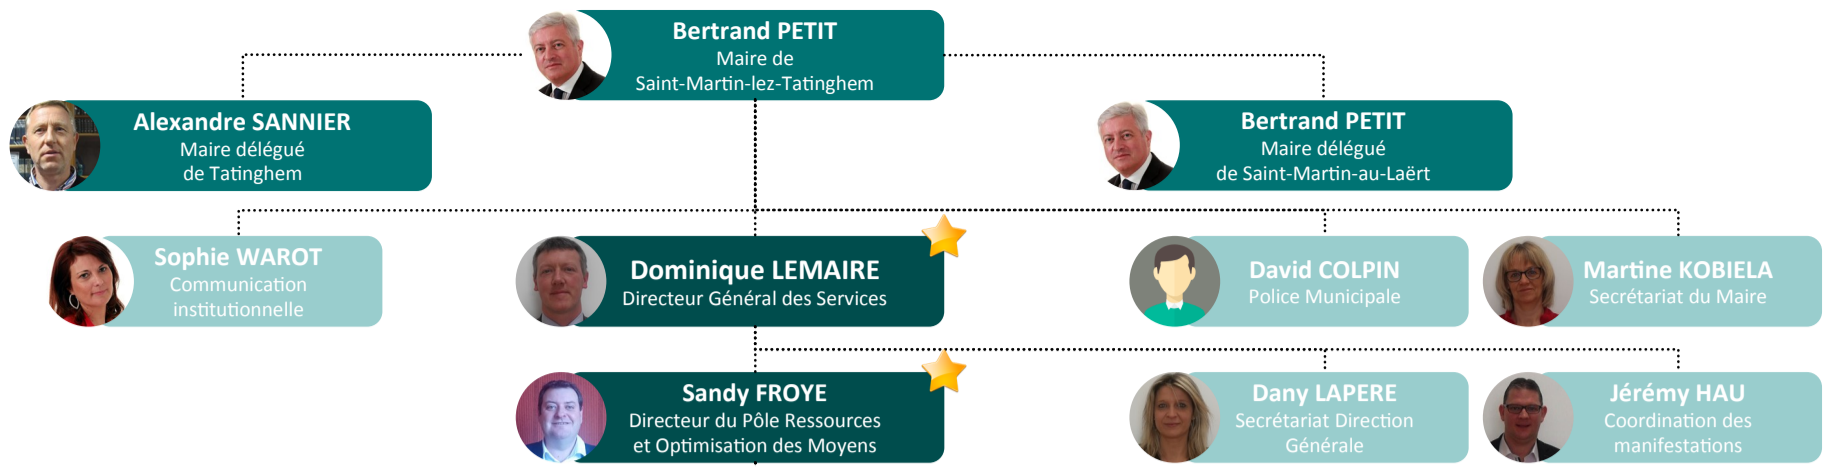 Bertrand PETIT
Maire de
Saint-Martin-lez-Tatinghem
Alexandre SANNIER
Maire délégué
de Tatinghem
Bertrand PETIT
Maire délégué
de Saint-Martin-au-Laërt
Sophie WAROT
Communication
institutionnelle
Dominique LEMAIRE
Directeur Général des Services
David COLPIN
Police Municipale
Martine KOBIELA
Secrétariat du Maire
Sandy FROYE
Directeur du Pôle Ressources
et Optimisation des Moyens
Dany LAPERE
Secrétariat Direction
Générale
Jérémy HAU
Coordination des
manifestations